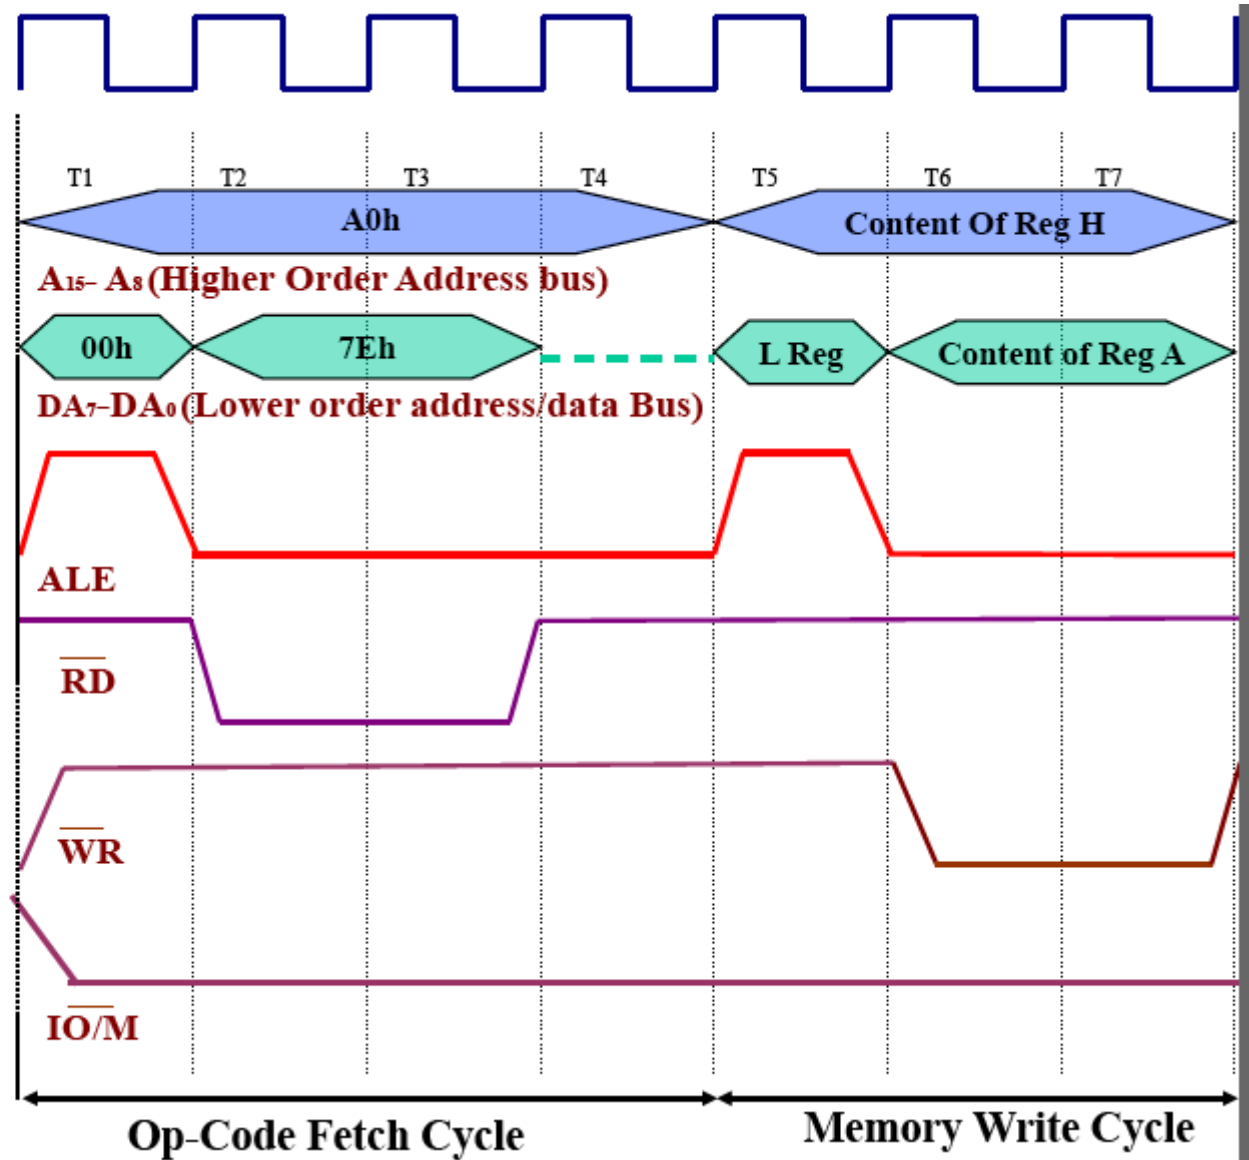 T1 T2 T3 T4 T5 T6 T7
A0h Content Of Reg H
A15– A8 (Higher Order Address bus)
00h 7Eh L Reg Content of Reg A
DA7–DA0 (Lower order address/data Bus)
ALE
RD
WR
IO/M
Op-Code Fetch Cycle Memory Write Cycle